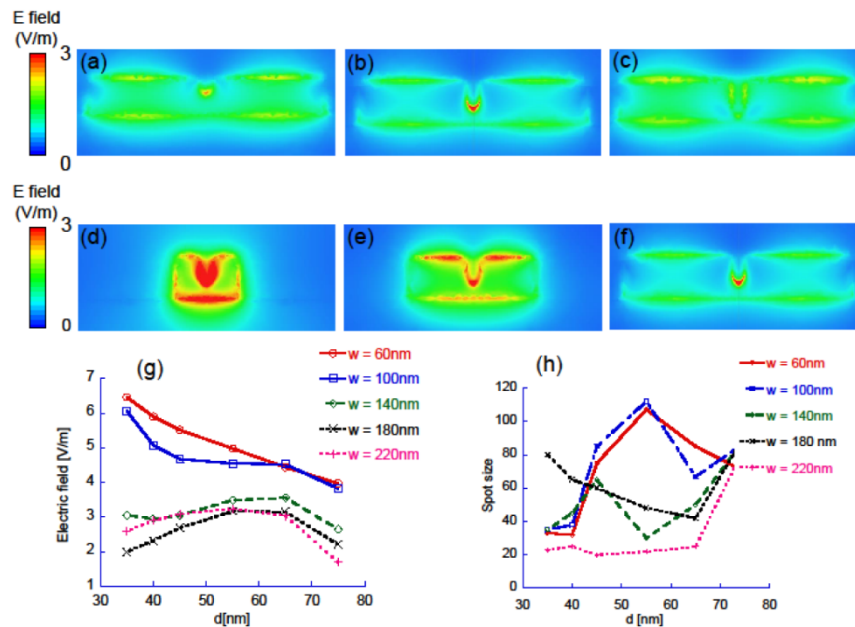 E field
(V/m)
3
0
(a)
(b)
(c)
E field
(V/m)
3
0
(d)
(e)
(f)
(g)
w = 60nm
w = 100nm
w = 140nm
w = 180nm
w = 220nm
7
6
5
4
3
2
1
Electric field [V/m]
30 40 50 60 70 80
d[nm]
(h)
w = 60nm
w = 100nm
w = 140nm
w = 180 nm
w = 220nm
120
100
80
60
40
20
0
Spot size
30 40 50 60 70 80
d [nm]